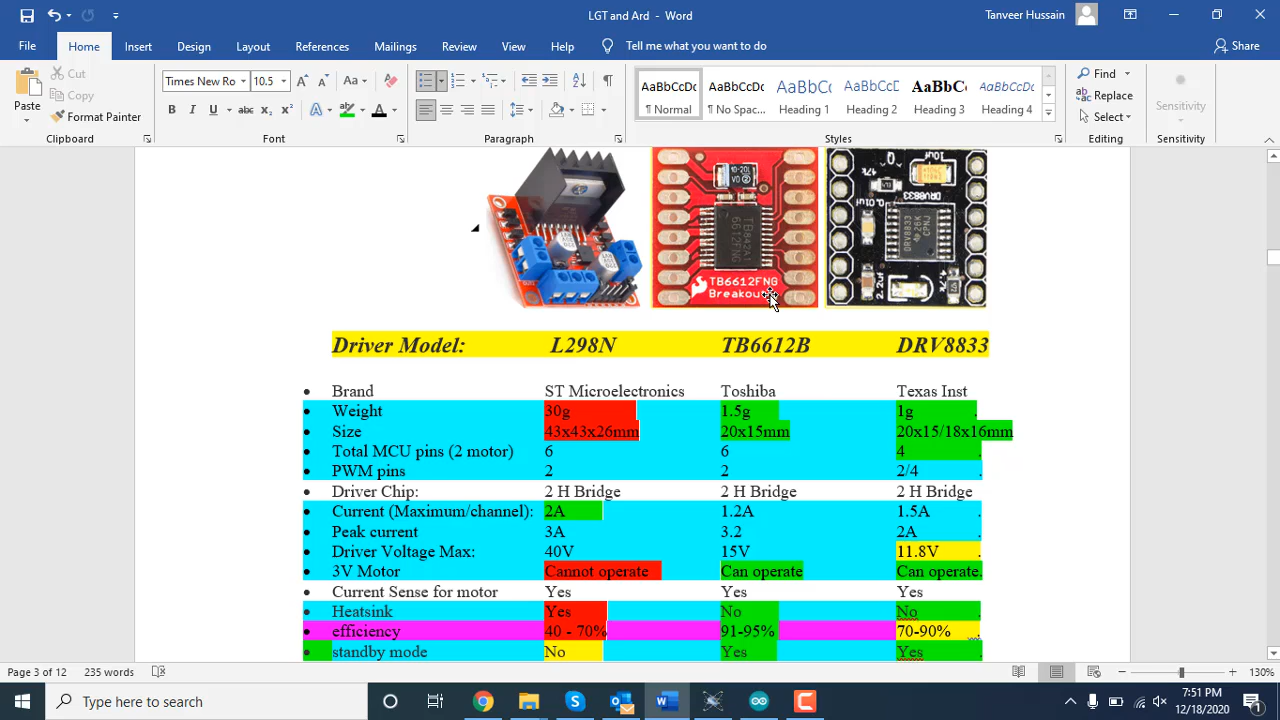 LGT and Ard - Word
Tanveer Hussain
File Home Insert Design Layout References Mailings Review View Help Tell me what you want to do Share
Paste
Cut
Copy
Format Painter
Clipboard
Times New Ro 10.5
Font
Paragraph
AaBbCcDc AaBbCcDc AaBbC AaBbCcD AaBbCc AaBbCcD
¶ Normal ¶ No Spac... Heading 1 Heading 2 Heading 3 Heading 4
Styles
Find
Replace
Select
Editing
Sensitivity
Sensitivity
TB6612FNG
DRV8833
10uf
2.2uf
Driver Model: L298N TB6612B DRV8833
• Brand ST Microelectronics Toshiba Texas Inst
• Weight 30g 1.5g 1g .
• Size 43x43x26mm 20x15mm 20x15/18x16mm
• Total MCU pins (2 motor) 6 6 4 .
• PWM pins 2 2 2/4 .
• Driver Chip: 2 H Bridge 2 H Bridge 2 H Bridge
• Current (Maximum/channel): 2A 1.2A 1.5A .
• Peak current 3A 3.2 2A .
• Driver Voltage Max: 40V 15V 11.8V .
• 3V Motor Cannot operate Can operate Can operate.
• Current Sense for motor Yes Yes Yes
• Heatsink Yes No No .
• efficiency 40 - 70% 91-95% 70-90% .
• standby mode No Yes Yes .
Page 3 of 12 235 words 130%
Type here to search
7:51 PM
12/18/2020